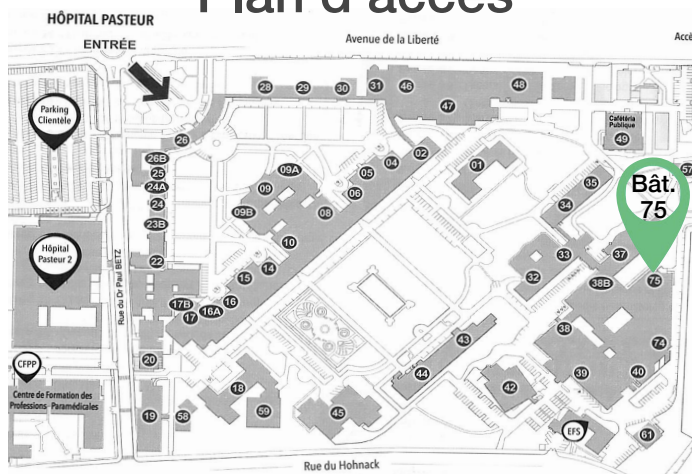 Plan d'accès
HÔPITAL PASTEUR
ENTRÉE
Avenue de la Liberté
Accè
Parking
Clientèle
28
29
30
31
46
47
48
Cafétéria
Publique
49
57
26
26B
25
24A
24
23B
22
09A
09
09B
08
10
05
04
02
06
01
35
34
Bât.
75
33
37
32
38B
75
Hôpital
Pasteur 2
Rue du Dr Paul BETZ
15
14
17B
16A
16
17
38
43
74
44
42
39
40
20
CFPP
Centre de Formation des
Professions - Paramédicales
18
19
58
59
45
EFS
61
Rue du Hohnack